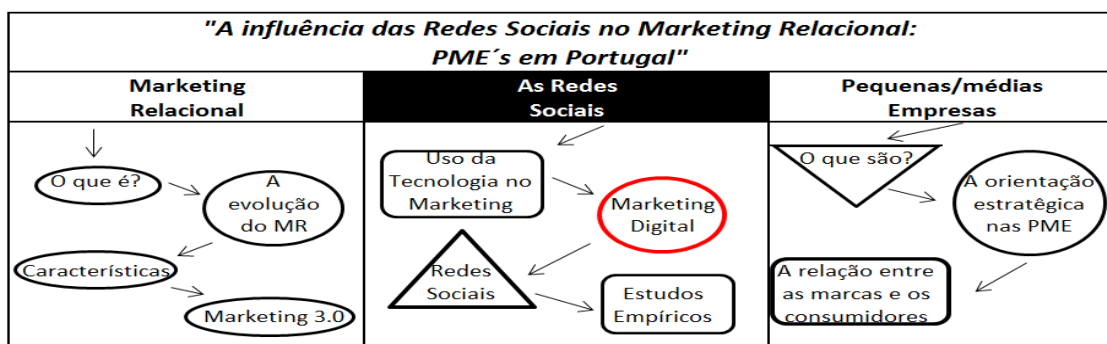 "A influência das Redes Sociais no Marketing Relacional:
PME´s em Portugal"
Marketing
Relacional
As Redes
Sociais
Pequenas/médias
Empresas
O que é?
A
evolução
do MR
Características
Marketing 3.0
Uso da
Tecnologia no
Marketing
Marketing
Digital
Redes
Sociais
Estudos
Empíricos
O que são?
A orientação
estratêgica
nas PME
A relação entre
as marcas e os
consumidores